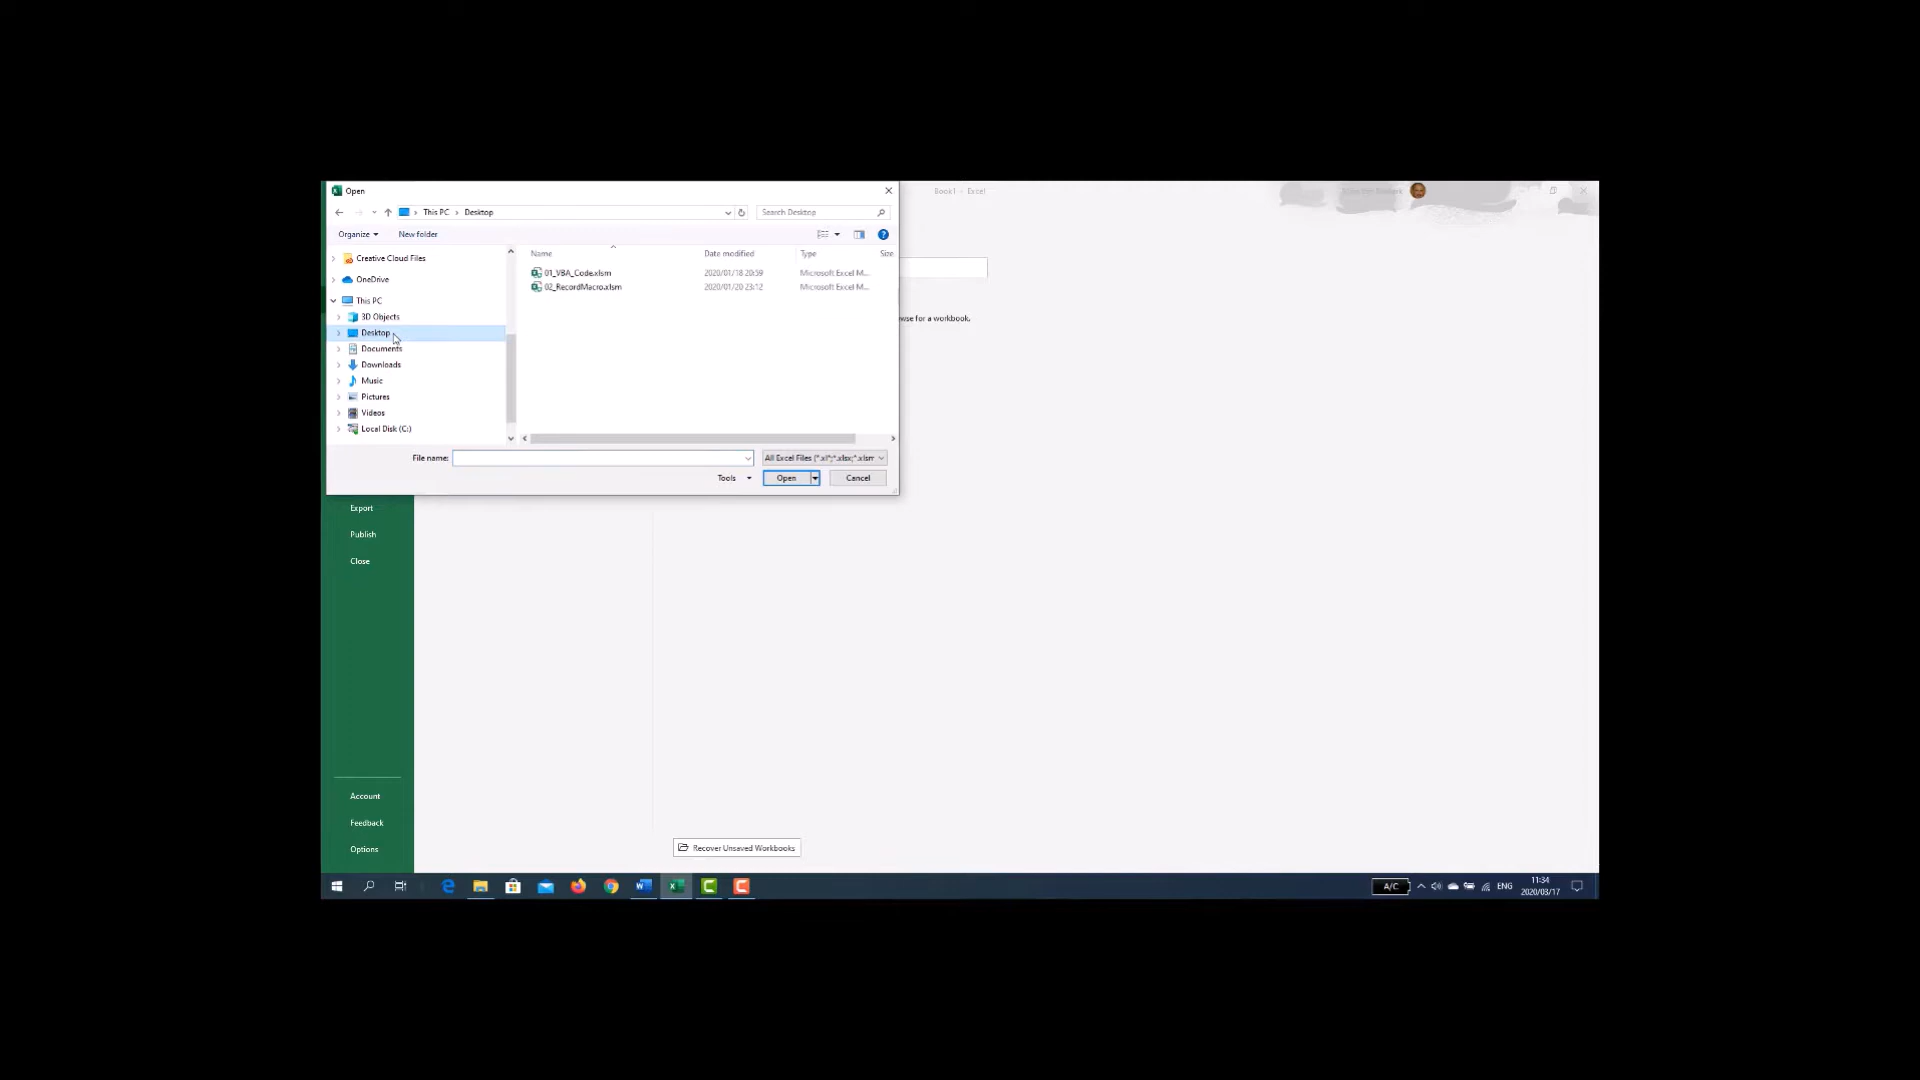 Open
Book1 - Excel
This PC > Desktop
Search Desktop
Organize
New folder
Name
Date modified
Type
Size
Creative Cloud Files
01_VBA_Code.xlsm
2020/01/18 20:59
Microsoft Excel M...
OneDrive
02_RecordMacro.xlsm
2020/01/20 23:12
Microsoft Excel M...
This PC
3D Objects
wse for a workbook.
Desktop
Documents
Downloads
Music
Pictures
Videos
Local Disk (C:)
File name:
All Excel Files (*.xl*;*.xlsx;*.xlsm
Tools
Open
Cancel
Export
Publish
Close
Account
Feedback
Options
Recover Unsaved Workbooks
A/C
ENG
11:34
2020/03/17